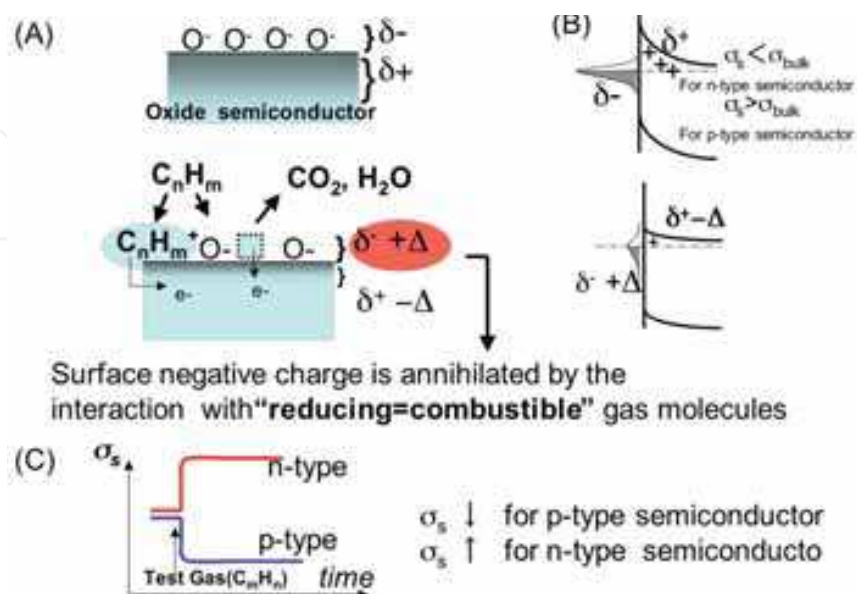 (A)
O⁻ O⁻ O⁻ O⁻ } δ-
} δ+
Oxide semiconductor
CₙHₘ
CO₂, H₂O
CₙHₘ⁺ O- O- } δ⁻ +Δ
} δ⁺ −Δ
e- e-
(B)
δ⁺
+ + + +
δ-
σₛ < σbulk
For n-type semiconductor
σₛ>σbulk
For p-type semiconductor
δ⁺−Δ
+
δ⁻ +Δ
Surface negative charge is annihilated by the
interaction with“reducing=combustible” gas molecules
(C)
σₛ
n-type
p-type
Test Gas(CₘHₙ) time
σₛ ↓ for p-type semiconductor
σₛ ↑ for n-type semiconducto